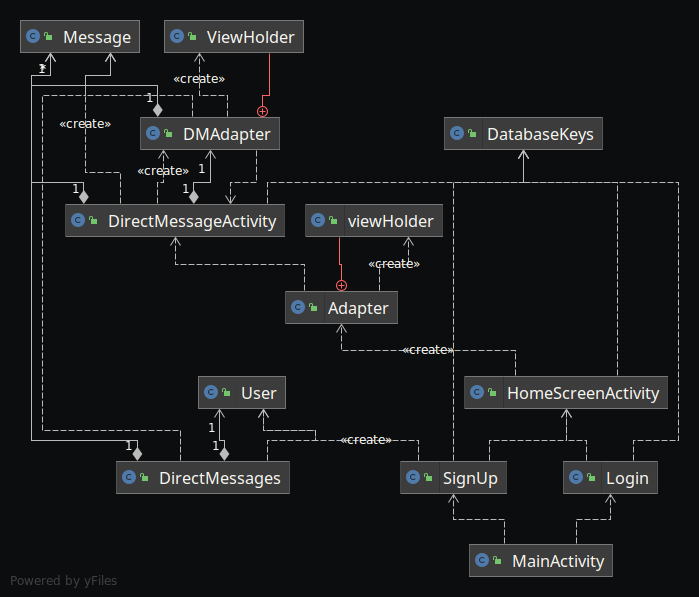 Message
ViewHolder
1
*
«create»
1
«create»
DMAdapter
DatabaseKeys
«create»
1
1
1
DirectMessageActivity
viewHolder
«create»
Adapter
«create»
User
HomeScreenActivity
1
«create»
1
1
DirectMessages
SignUp
Login
MainActivity
Powered by yFiles